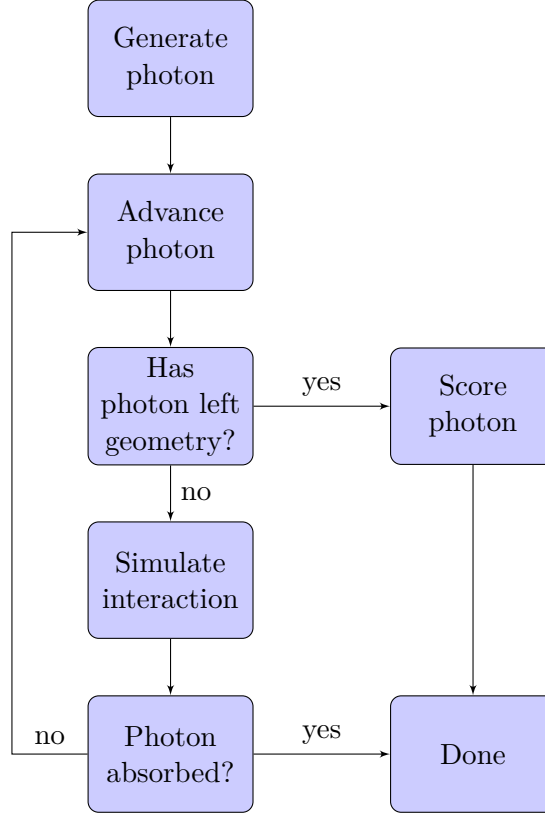 Generate
photon
Advance
photon
Has
photon left
geometry?
yes
Score
photon
no
Simulate
interaction
no
Photon
absorbed?
yes
Done